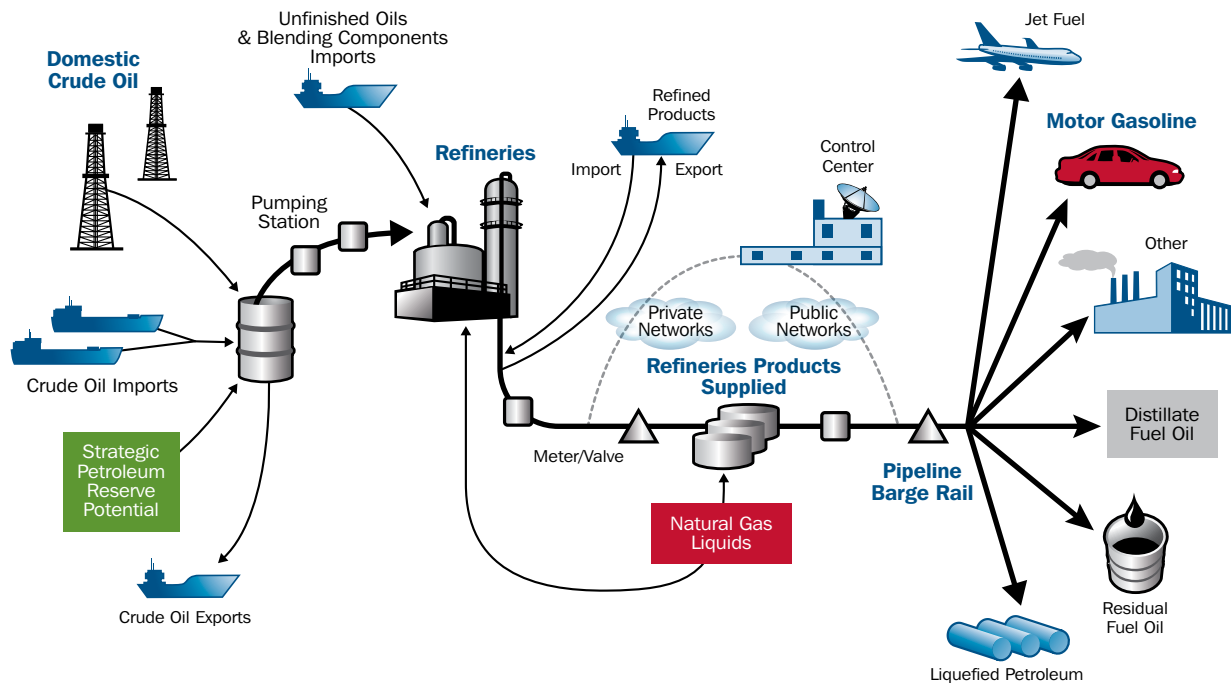 Unfinished Oils
& Blending Components
Imports
Jet Fuel
Domestic
Crude Oil
Refined
Products
Motor Gasoline
Refineries
Import
Export
Control
Center
Pumping
Station
Other
Private
Networks
Public
Networks
Crude Oil Imports
Refineries Products
Supplied
Distillate
Fuel Oil
Strategic
Petroleum
Reserve
Potential
Meter/Valve
Pipeline
Barge Rail
Natural Gas
Liquids
Crude Oil Exports
Residual
Fuel Oil
Liquefied Petroleum